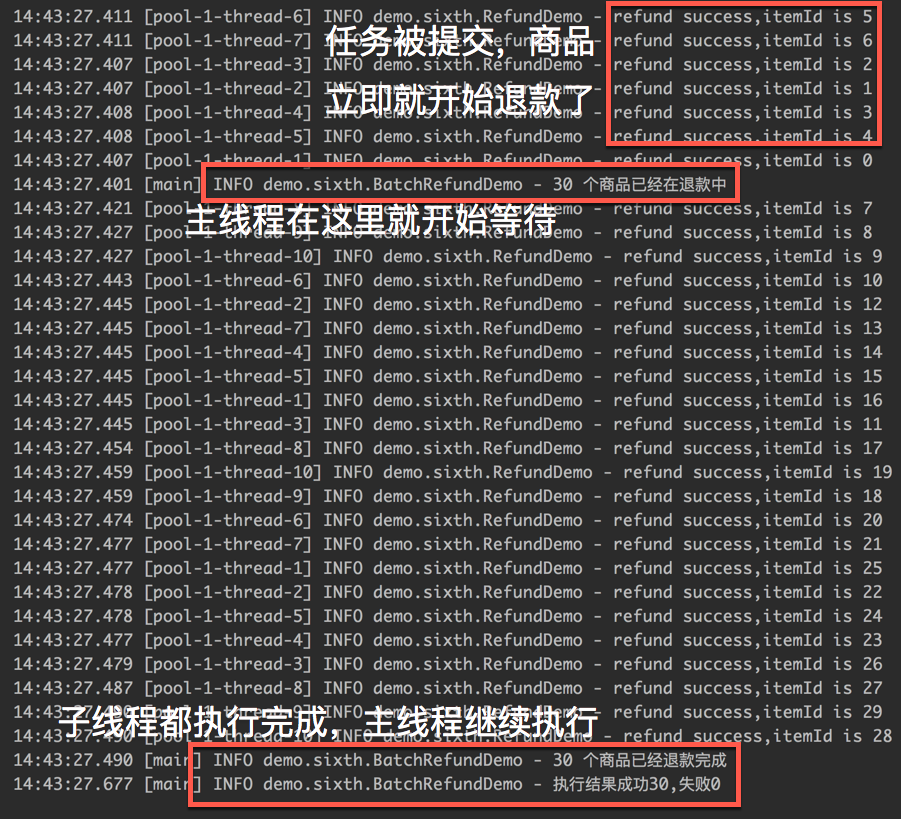 14:43:27.411 [pool-1-thread-6] INFO demo.sixth.RefundDemo - refund success,itemId is 5
14:43:27.411 [pool-1-thread-7] INFO demo.sixth.RefundDemo - refund success,itemId is 6
任务被提交，商品
14:43:27.407 [pool-1-thread-3] INFO demo.sixth.RefundDemo - refund success,itemId is 2
14:43:27.407 [pool-1-thread-2] INFO demo.sixth.RefundDemo - refund success,itemId is 1
立即就开始退款了
14:43:27.408 [pool-1-thread-4] INFO demo.sixth.RefundDemo - refund success,itemId is 3
14:43:27.408 [pool-1-thread-5] INFO demo.sixth.RefundDemo - refund success,itemId is 4
14:43:27.407 [pool-1-thread-1] INFO demo.sixth.RefundDemo - refund success,itemId is 0
14:43:27.401 [main] INFO demo.sixth.BatchRefundDemo - 30 个商品已经在退款中
14:43:27.421 [pool-1- demo.sixth.RefundDemo - refund success,itemId is 7
主线程在这里就开始等待
14:43:27.427 [pool-1- demo.sixth.RefundDemo - refund success,itemId is 8
14:43:27.427 [pool-1-thread-10] INFO demo.sixth.RefundDemo - refund success,itemId is 9
14:43:27.443 [pool-1-thread-6] INFO demo.sixth.RefundDemo - refund success,itemId is 10
14:43:27.445 [pool-1-thread-2] INFO demo.sixth.RefundDemo - refund success,itemId is 12
14:43:27.445 [pool-1-thread-7] INFO demo.sixth.RefundDemo - refund success,itemId is 13
14:43:27.445 [pool-1-thread-4] INFO demo.sixth.RefundDemo - refund success,itemId is 14
14:43:27.445 [pool-1-thread-5] INFO demo.sixth.RefundDemo - refund success,itemId is 15
14:43:27.445 [pool-1-thread-1] INFO demo.sixth.RefundDemo - refund success,itemId is 16
14:43:27.445 [pool-1-thread-3] INFO demo.sixth.RefundDemo - refund success,itemId is 11
14:43:27.454 [pool-1-thread-8] INFO demo.sixth.RefundDemo - refund success,itemId is 17
14:43:27.459 [pool-1-thread-10] INFO demo.sixth.RefundDemo - refund success,itemId is 19
14:43:27.459 [pool-1-thread-9] INFO demo.sixth.RefundDemo - refund success,itemId is 18
14:43:27.474 [pool-1-thread-6] INFO demo.sixth.RefundDemo - refund success,itemId is 20
14:43:27.477 [pool-1-thread-7] INFO demo.sixth.RefundDemo - refund success,itemId is 21
14:43:27.477 [pool-1-thread-1] INFO demo.sixth.RefundDemo - refund success,itemId is 25
14:43:27.478 [pool-1-thread-2] INFO demo.sixth.RefundDemo - refund success,itemId is 22
14:43:27.478 [pool-1-thread-5] INFO demo.sixth.RefundDemo - refund success,itemId is 24
14:43:27.477 [pool-1-thread-4] INFO demo.sixth.RefundDemo - refund success,itemId is 23
14:43:27.479 [pool-1-thread-3] INFO demo.sixth.RefundDemo - refund success,itemId is 26
14:43:27.487 [pool-1-thread-8] INFO demo.sixth.RefundDemo - refund success,itemId is 27
refund success,itemId is 29
子线程都执行完成，主线程继续执行
refund success,itemId is 28
14:43:27.490 [main] INFO demo.sixth.BatchRefundDemo - 30 个商品已经退款完成
14:43:27.677 [main] INFO demo.sixth.BatchRefundDemo - 执行结果成功30,失败0